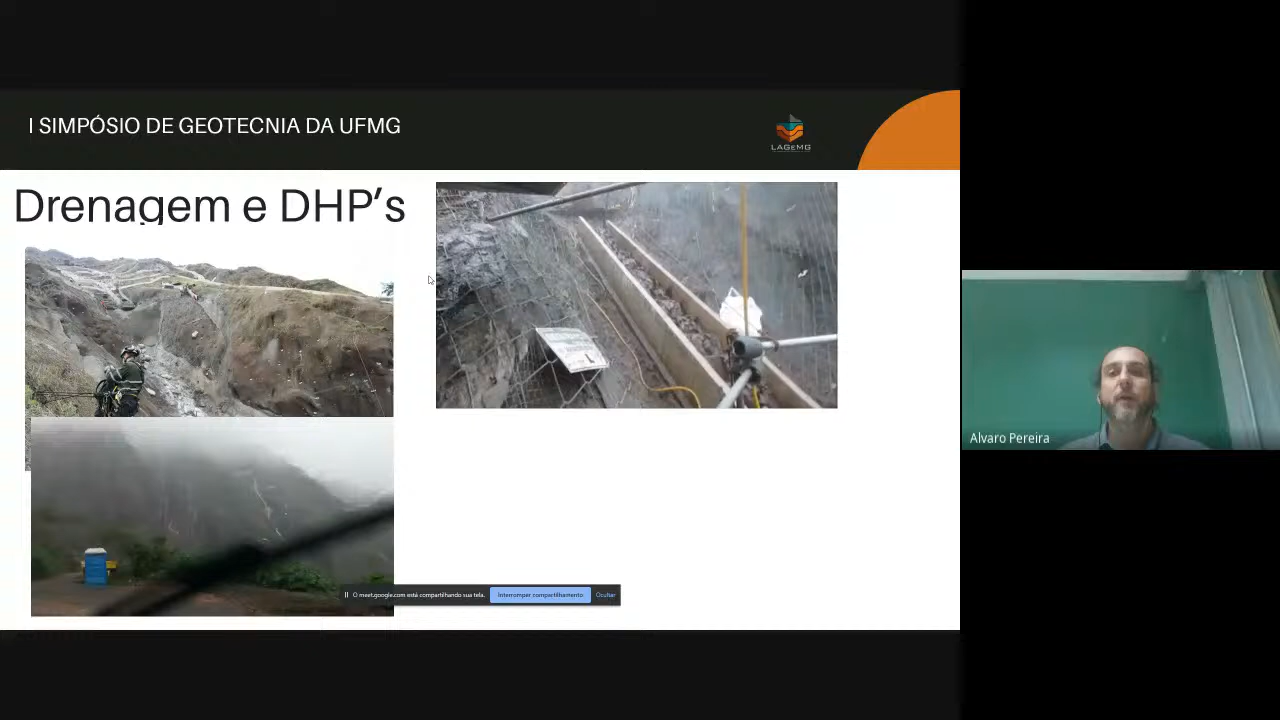 I SIMPÓSIO DE GEOTECNIA DA UFMG
LAGEMG
Drenagem e DHP’s
O meet.google.com está compartilhando sua tela.
Interromper compartilhamento
Ocultar
Alvaro Pereira